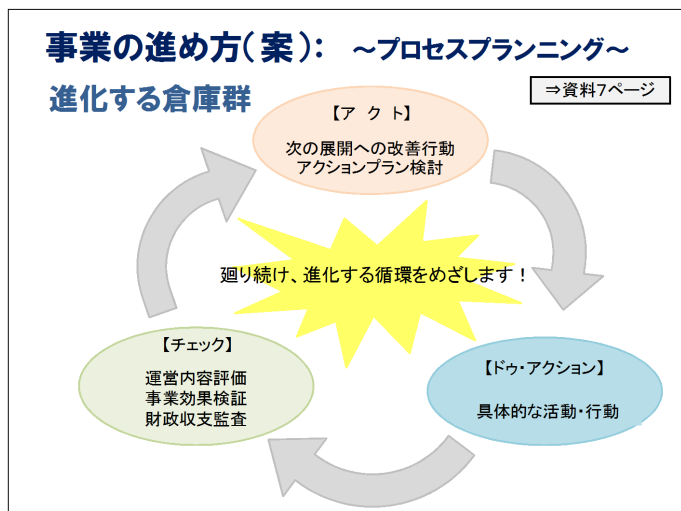 事業の進め方(案): ～プロセスプランニング～
進化する倉庫群
⇒資料7ページ
【ア ク ト】
次の展開への改善行動
アクションプラン検討
廻り続け、進化する循環をめざします！
【チェック】
運営内容評価
事業効果検証
財政収支監査
【ドゥ・アクション】
具体的な活動・行動